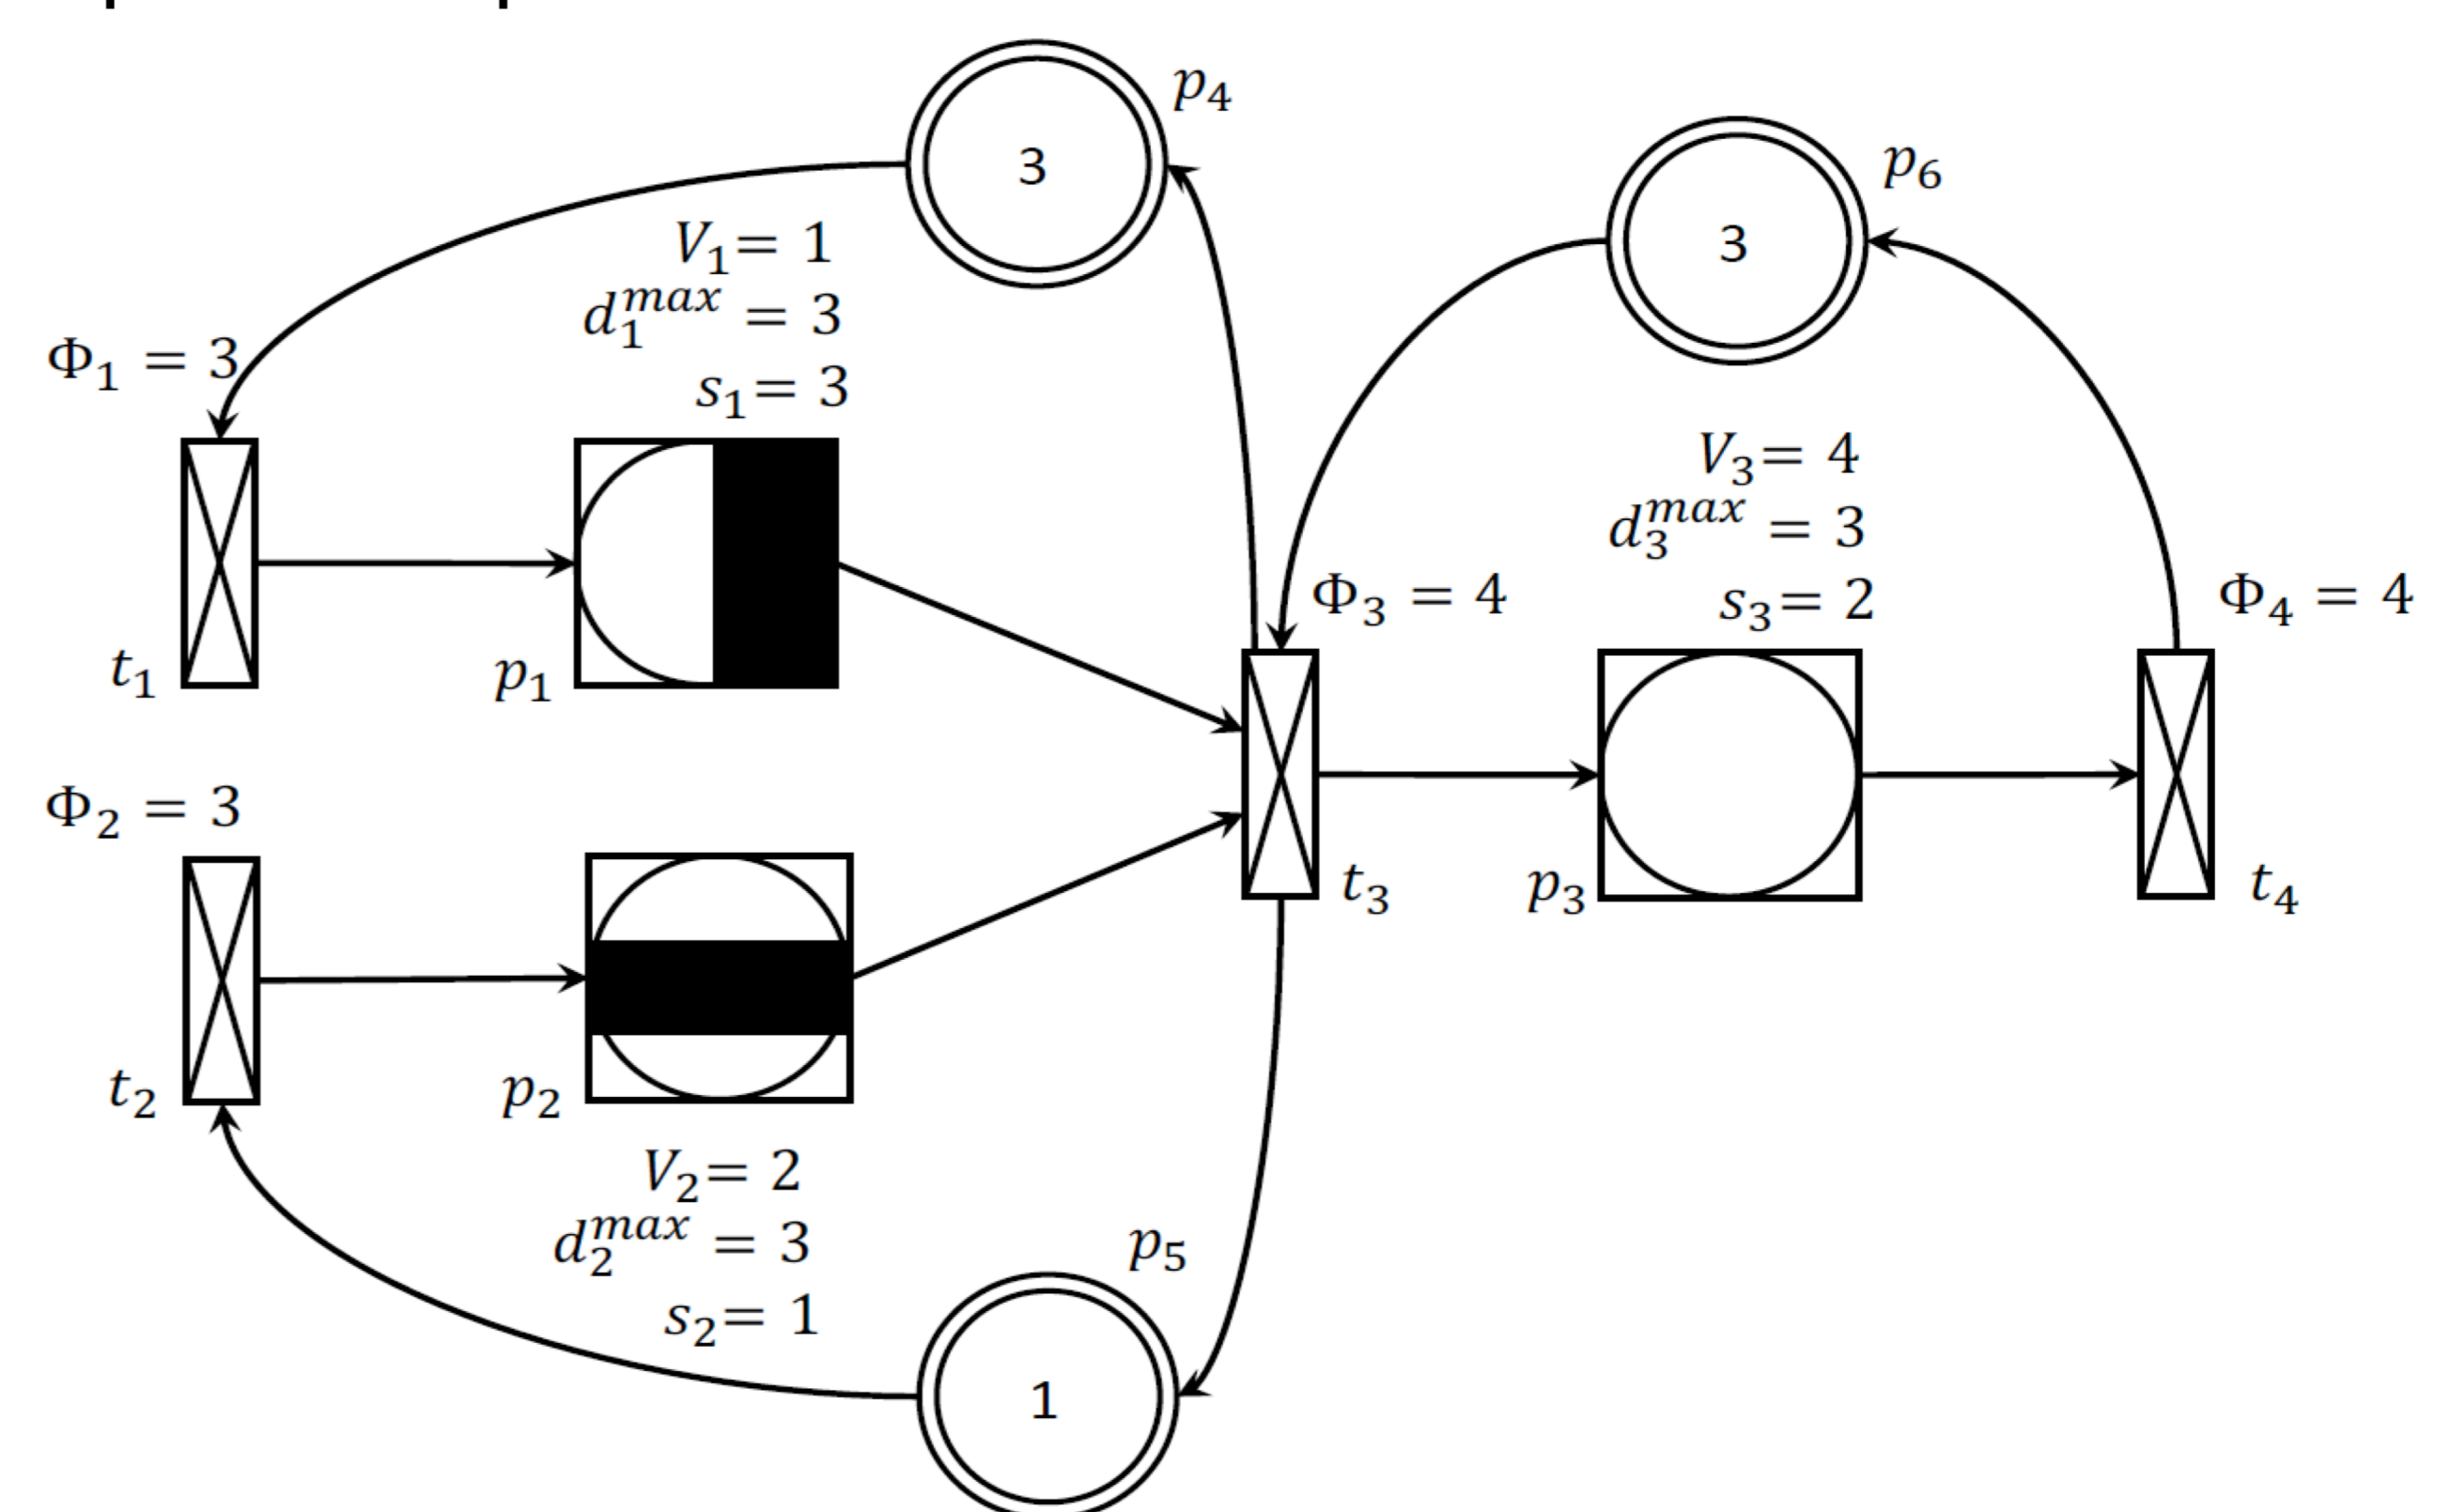 p₄
3
p₆
3
V₁= 1
d₁ᵐᵃˣ = 3
s₁= 3
Φ₁ = 3
t₁
p₁
V₃= 4
d₃ᵐᵃˣ = 3
s₃= 2
Φ₃ = 4
Φ₄ = 4
t₃
p₃
t₄
Φ₂ = 3
t₂
p₂
V₂= 2
d₂ᵐᵃˣ = 3
s₂= 1
p₅
1